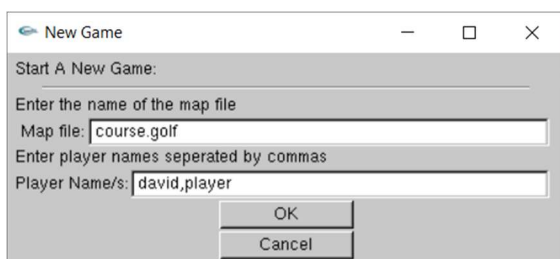 New Game
Start A New Game:
Enter the name of the map file
Map file: course.golf
Enter player names seperated by commas
Player Name/s: david,player
OK
Cancel